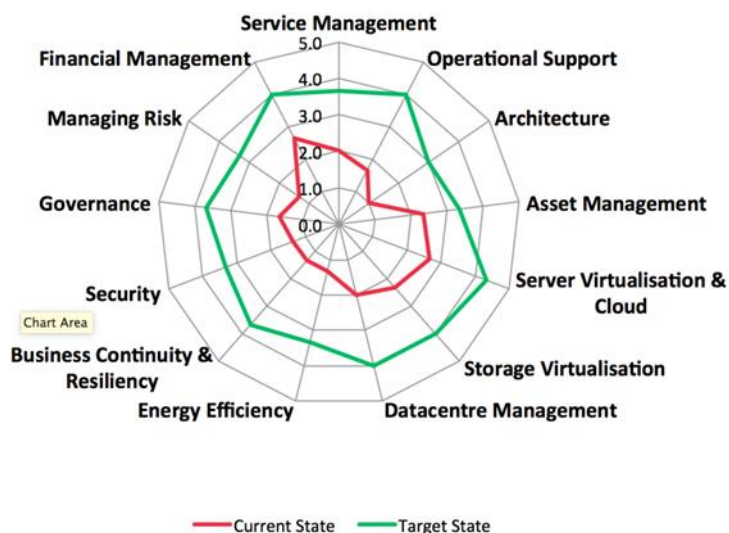 Service Management
5.0
Financial Management
Operational Support
4.0
Managing Risk
3.0
Architecture
2.0
Governance
1.0
Asset Management
0.0
Security
Server Virtualisation &
Cloud
Chart Area
Business Continuity &
Resiliency
Storage Virtualisation
Energy Efficiency
Datacentre Management
Current State
Target State